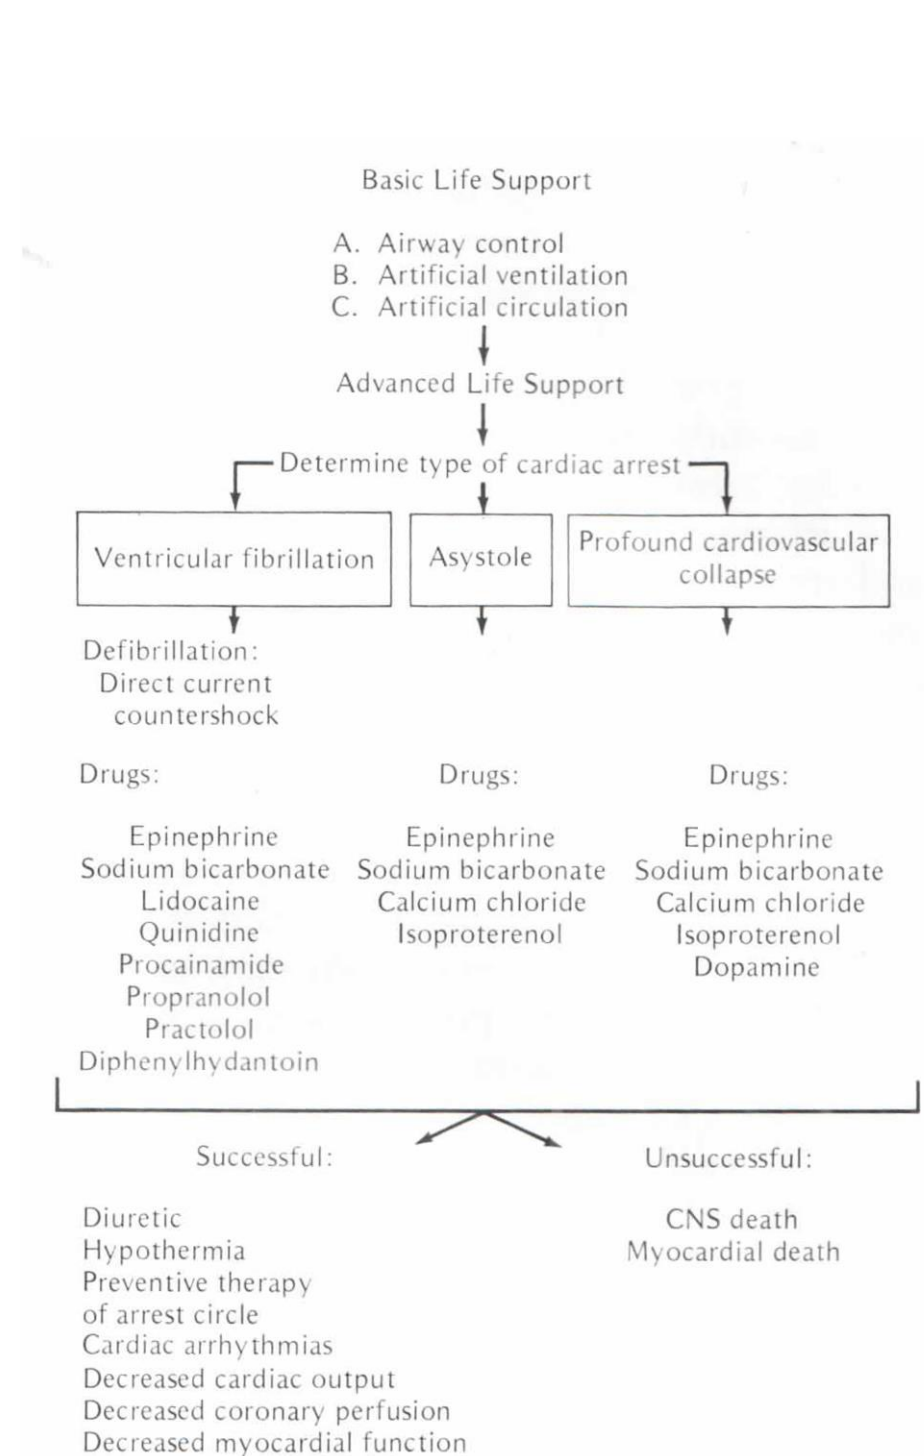 Basic Life Support
A. Airway control
B. Artificial ventilation
C. Artificial circulation
Advanced Life Support
Determine type of cardiac arrest
Ventricular fibrillation
Asystole
Profound cardiovascular
collapse
Defibrillation:
Direct current
countershock
Drugs:
Epinephrine
Sodium bicarbonate
Lidocaine
Quinidine
Procainamide
Propranolol
Practolol
Diphenylhydantoin
Drugs:
Epinephrine
Sodium bicarbonate
Calcium chloride
Isoproterenol
Drugs:
Epinephrine
Sodium bicarbonate
Calcium chloride
Isoproterenol
Dopamine
Successful:
Diuretic
Hypothermia
Preventive therapy
of arrest circle
Cardiac arrhythmias
Decreased cardiac output
Decreased coronary perfusion
Decreased myocardial function
Unsuccessful:
CNS death
Myocardial death